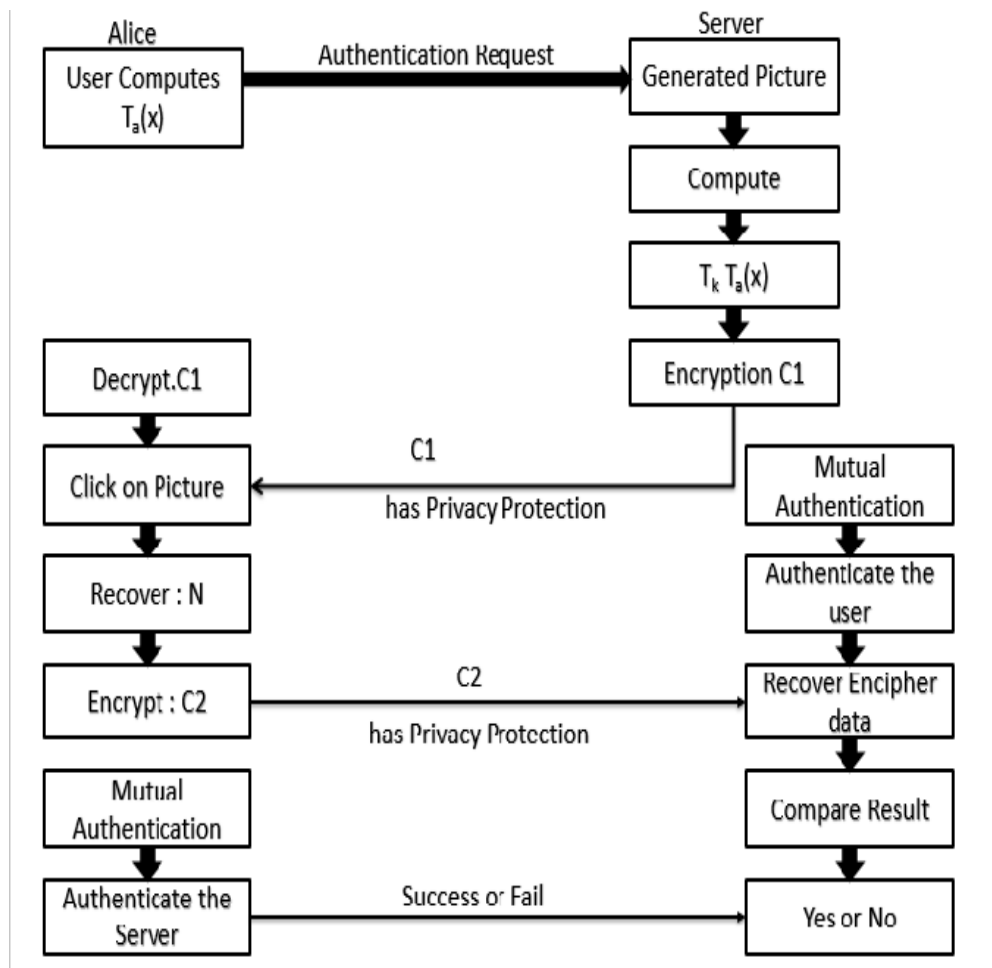 Alice
Server
User Computes
Tₐ(x)
Authentication Request
Generated Picture
Compute
Tₖ Tₐ(x)
Encryption C1
Decrypt.C1
C1
has Privacy Protection
Click on Picture
Mutual
Authentication
Recover : N
Authenticate the
user
Encrypt : C2
C2
has Privacy Protection
Recover Encipher
data
Mutual
Authentication
Compare Result
Authenticate the
Server
Success or Fail
Yes or No